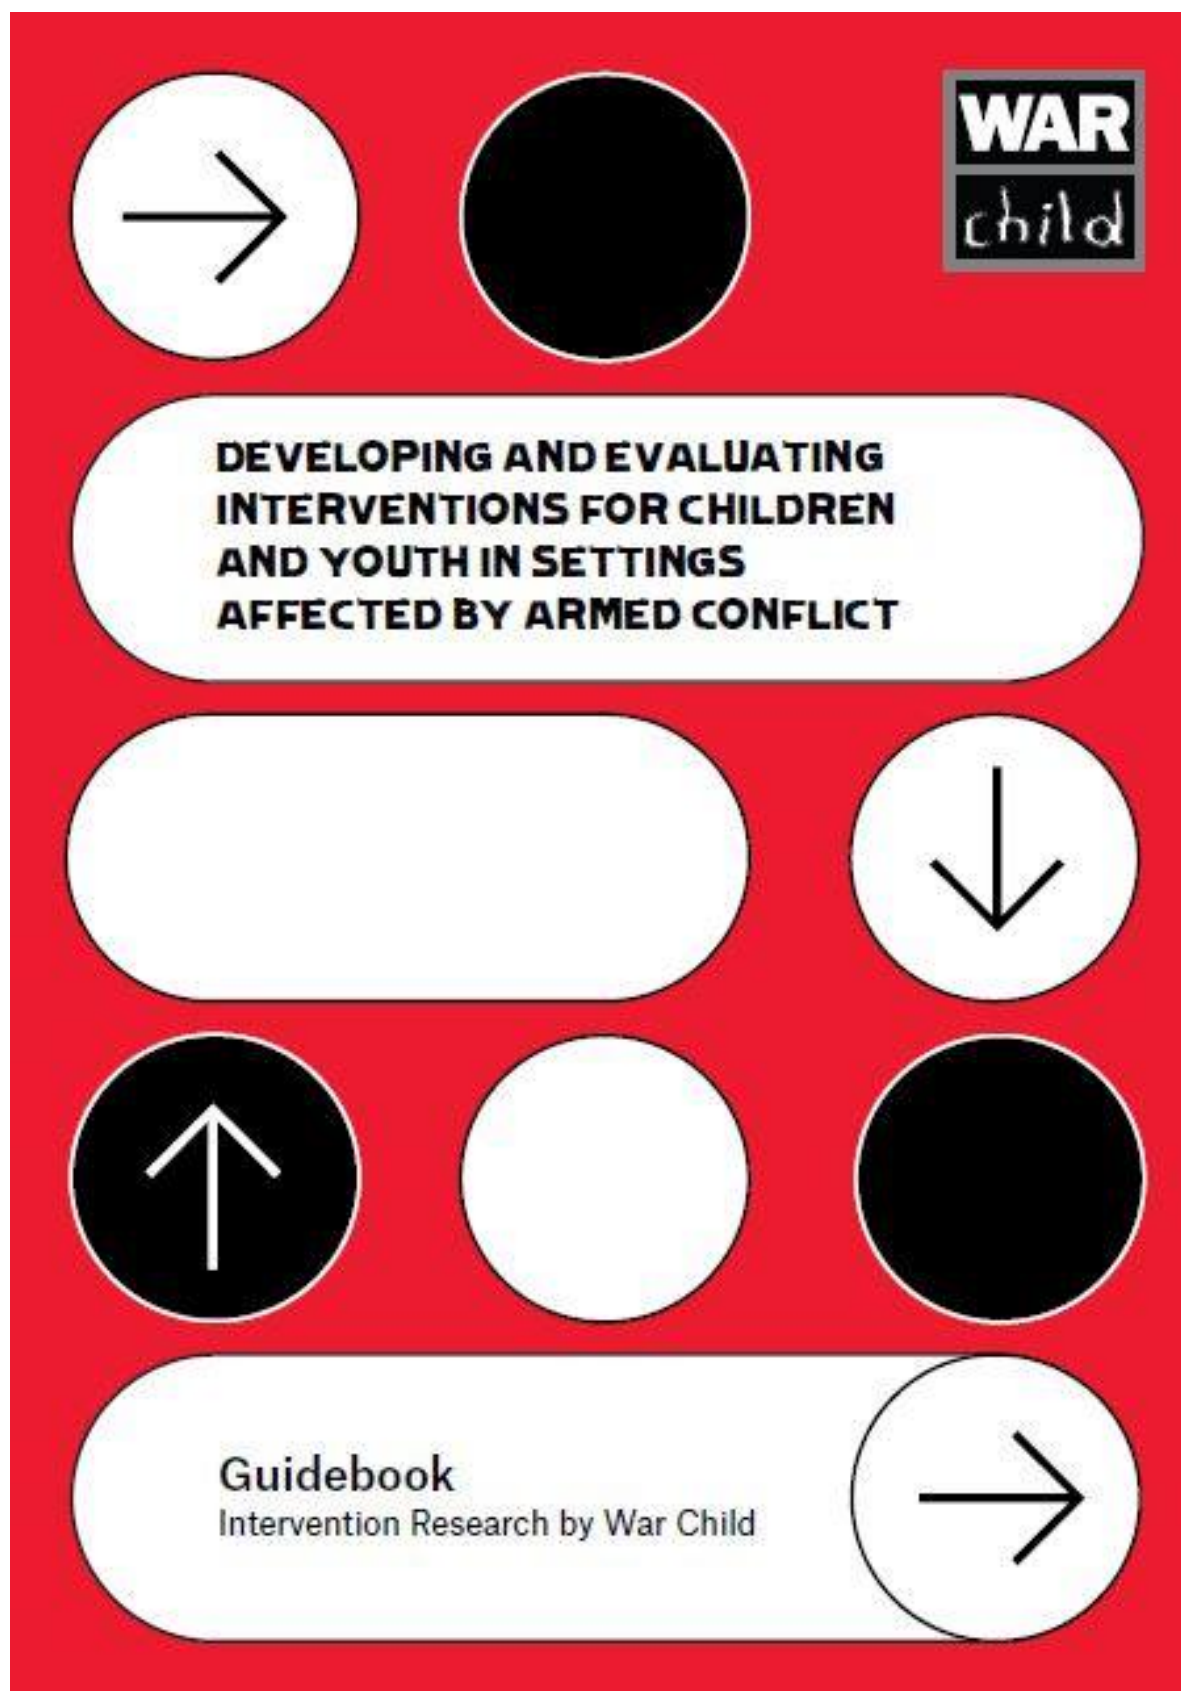 WAR
child
DEVELOPING AND EVALUATING
INTERVENTIONS FOR CHILDREN
AND YOUTH IN SETTINGS
AFFECTED BY ARMED CONFLICT
Guidebook
Intervention Research by War Child